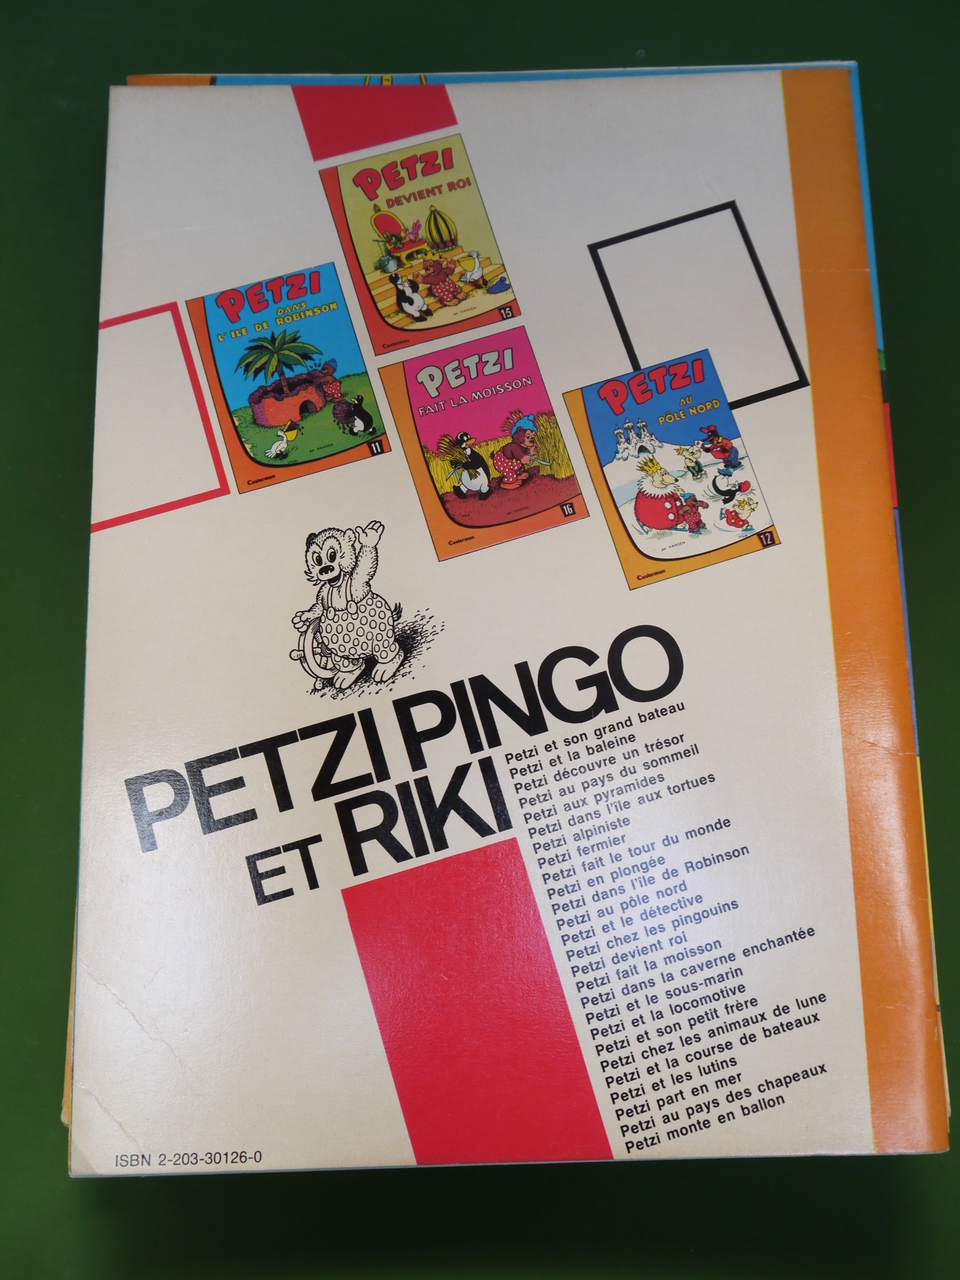 PETZI
DEVIENT ROI
15
Casterman
PETZI
DANS
L'ILE DE ROBINSON
11
Casterman
PETZI
FAIT LA MOISSON
16
Casterman
PETZI
AU
PÔLE NORD
12
Casterman
PETZI PINGO
ET RIKI
Petzi et son grand bateau
Petzi et la baleine
Petzi découvre un trésor
Petzi au pays du sommeil
Petzi aux pyramides
Petzi dans l'île aux tortues
Petzi alpiniste
Petzi fermier
Petzi fait le tour du monde
Petzi en plongée
Petzi dans l'île de Robinson
Petzi au pôle nord
Petzi et le détective
Petzi chez les pingouins
Petzi devient roi
Petzi fait la moisson
Petzi dans la caverne enchantée
Petzi et le sous-marin
Petzi et la locomotive
Petzi et son petit frère
Petzi chez les animaux de lune
Petzi et la course de bateaux
Petzi et les lutins
Petzi part en mer
Petzi au pays des chapeaux
Petzi monte en ballon
ISBN 2-203-30126-0